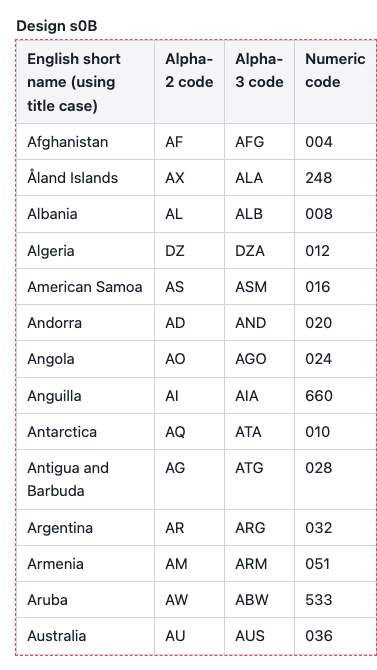 Design s0B
English short name (using title case) Alpha-2 code Alpha-3 code Numeric code
Afghanistan AF AFG 004
Åland Islands AX ALA 248
Albania AL ALB 008
Algeria DZ DZA 012
American Samoa AS ASM 016
Andorra AD AND 020
Angola AO AGO 024
Anguilla AI AIA 660
Antarctica AQ ATA 010
Antigua and Barbuda AG ATG 028
Argentina AR ARG 032
Armenia AM ARM 051
Aruba AW ABW 533
Australia AU AUS 036